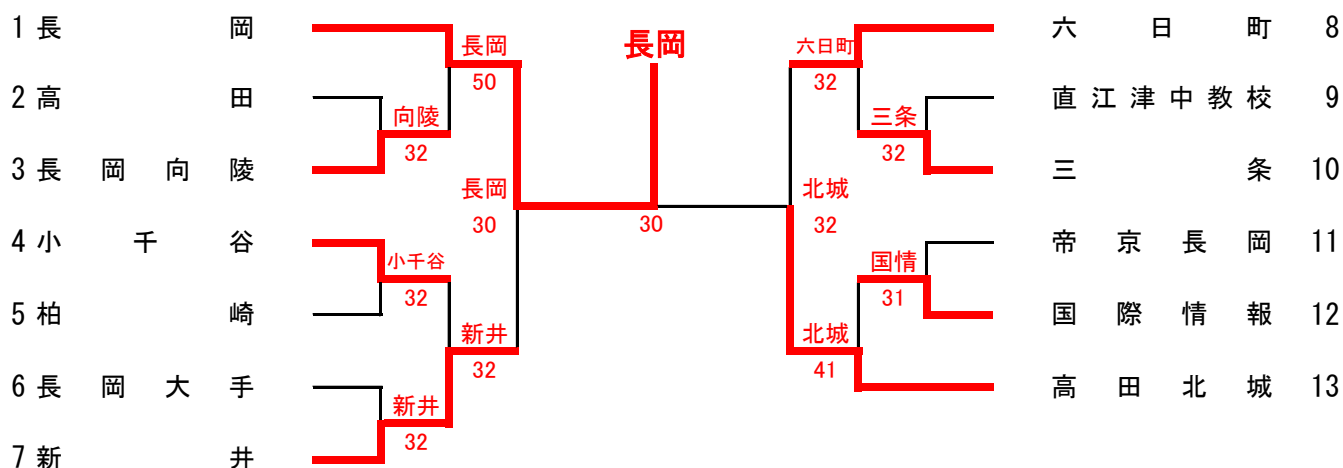 1 長岡
2 高田
3 長岡向陵
4 小千谷
5 柏崎
6 長岡大手
7 新井
長岡
50
向陵
32
長岡
30
小千谷
32
新井
32
新井
32
長岡
30
六日町
32
三条
32
北城
32
国情
31
北城
41
六日町 8
直江津中教校 9
三条 10
帝京長岡 11
国際情報 12
高田北城 13